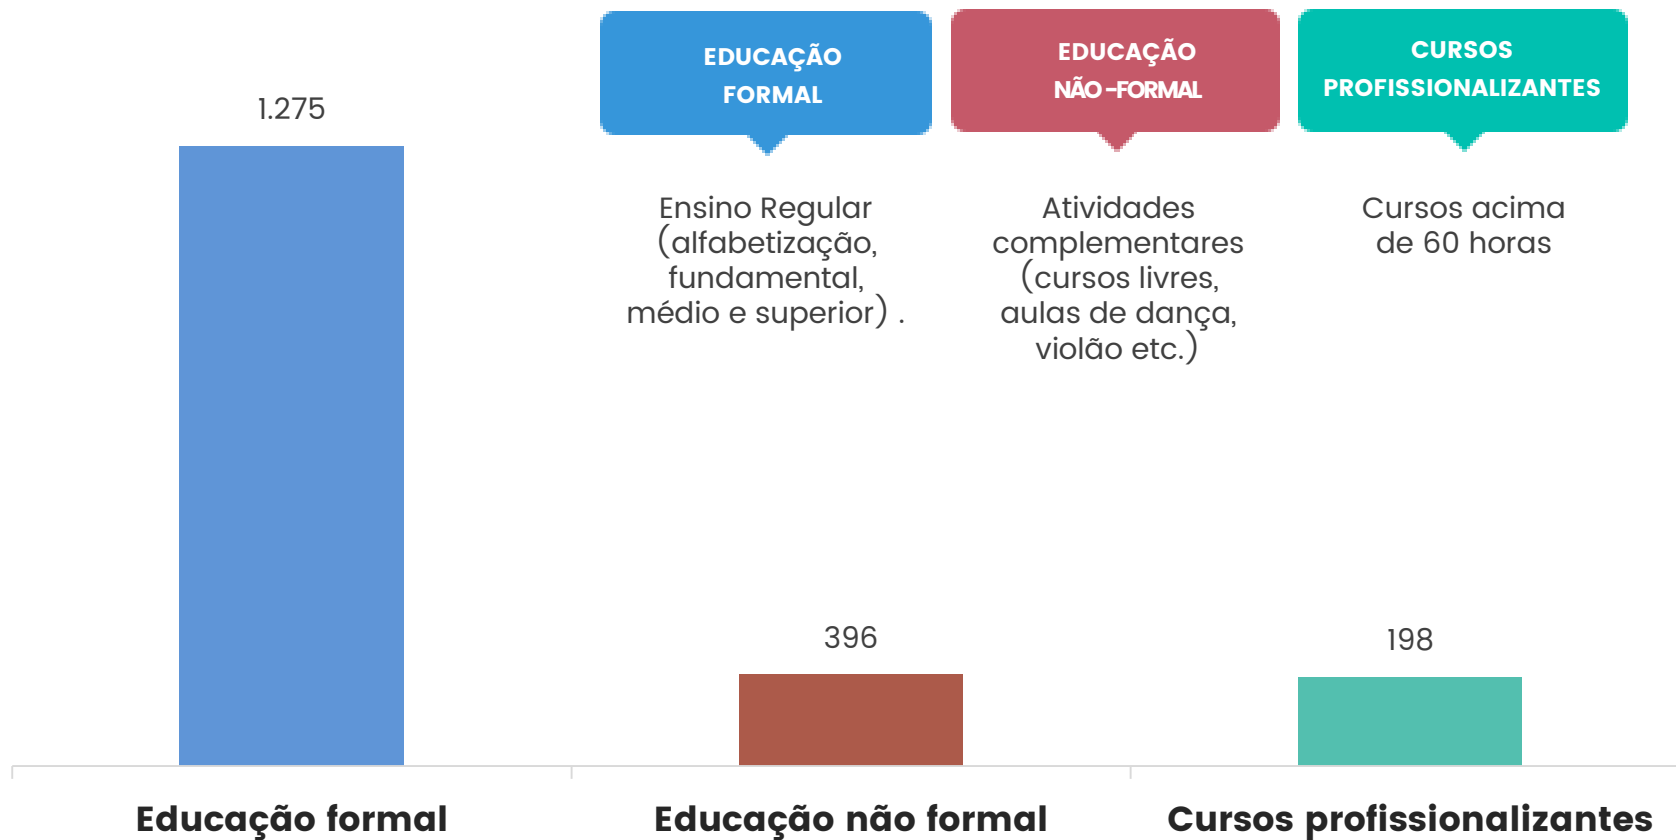 EDUCAÇÃO
FORMAL
EDUCAÇÃO
NÃO -FORMAL
CURSOS
PROFISSIONALIZANTES
Ensino Regular
(alfabetização,
fundamental,
médio e superior) .
Atividades
complementares
(cursos livres,
aulas de dança,
violão etc.)
Cursos acima
de 60 horas
1.275
396
198
Educação formal
Educação não formal
Cursos profissionalizantes